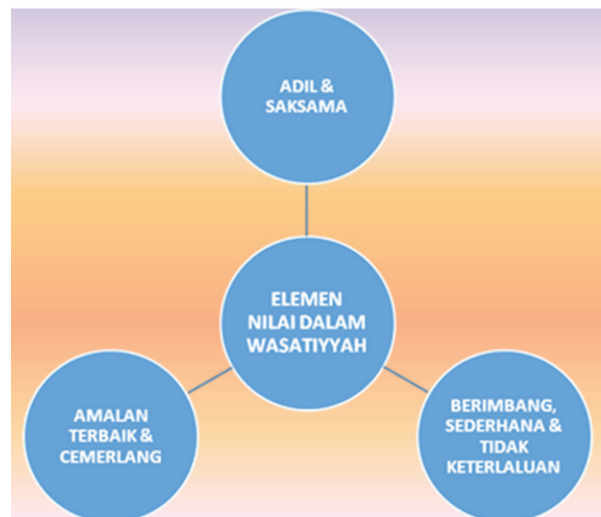 ADIL &
SAKSAMA
ELEMEN
NILAI DALAM
WASATIYYAH
AMALAN
TERBAIK &
CEMERLANG
BERIMBANG,
SEDERHANA &
TIDAK
KETERLALUAN